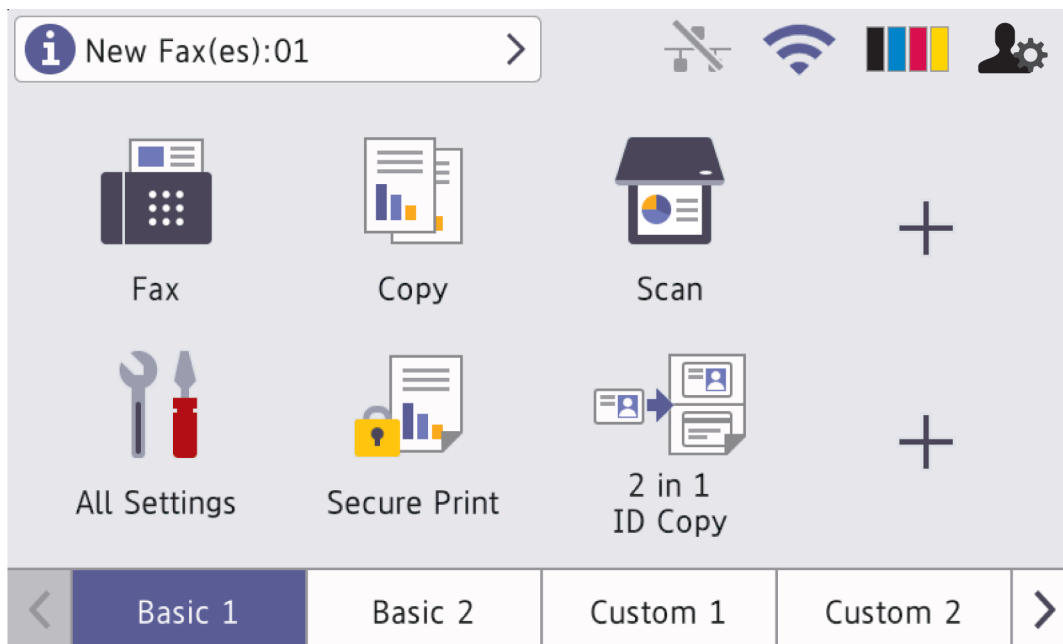 New Fax(es):01
Fax
Copy
Scan
All Settings
Secure Print
2 in 1
ID Copy
Basic 1
Basic 2
Custom 1
Custom 2